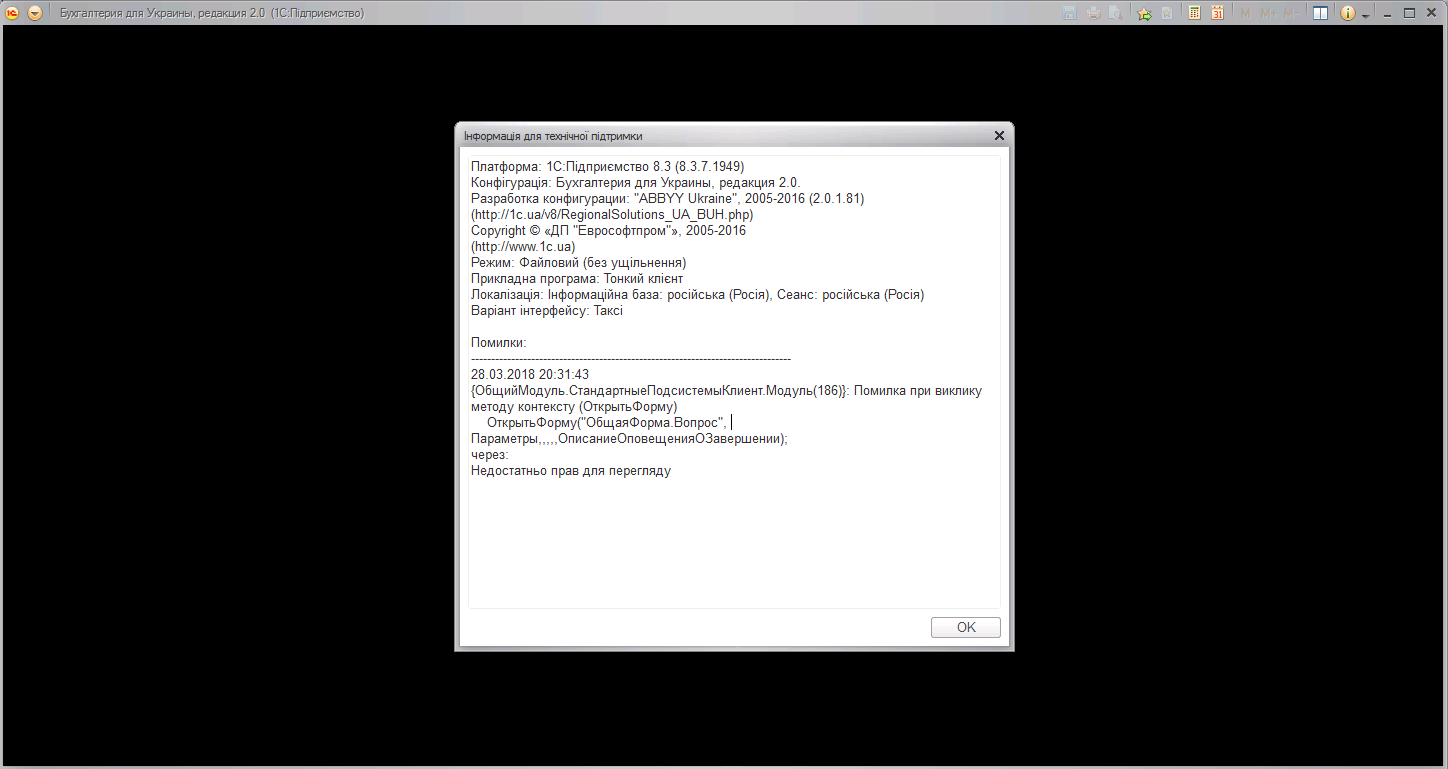 Бухгалтерия для Украины, редакция 2.0 (1С:Підприємство)
31
M M+ M-
Інформація для технічної підтримки
Платформа: 1С:Підприємство 8.3 (8.3.7.1949)
Конфігурація: Бухгалтерия для Украины, редакция 2.0.
Разработка конфигурации: "ABBYY Ukraine", 2005-2016 (2.0.1.81)
(http://1c.ua/v8/RegionalSolutions_UA_BUH.php)
Copyright © «ДП "Еврософтпром"», 2005-2016
(http://www.1c.ua)
Режим: Файловий (без ущільнення)
Прикладна програма: Тонкий клієнт
Локалізація: Інформаційна база: російська (Росія), Сеанс: російська (Росія)
Варіант інтерфейсу: Таксі
Помилки:
--------------------------------------------------------------------------------
28.03.2018 20:31:43
{ОбщийМодуль.СтандартныеПодсистемыКлиент.Модуль(186)}: Помилка при виклику
методу контексту (ОткрытьФорму)
ОткрытьФорму("ОбщаяФорма.Вопрос",
Параметры,,,,,ОписаниеОповещенияОЗавершении);
через:
Недостатньо прав для перегляду
OK